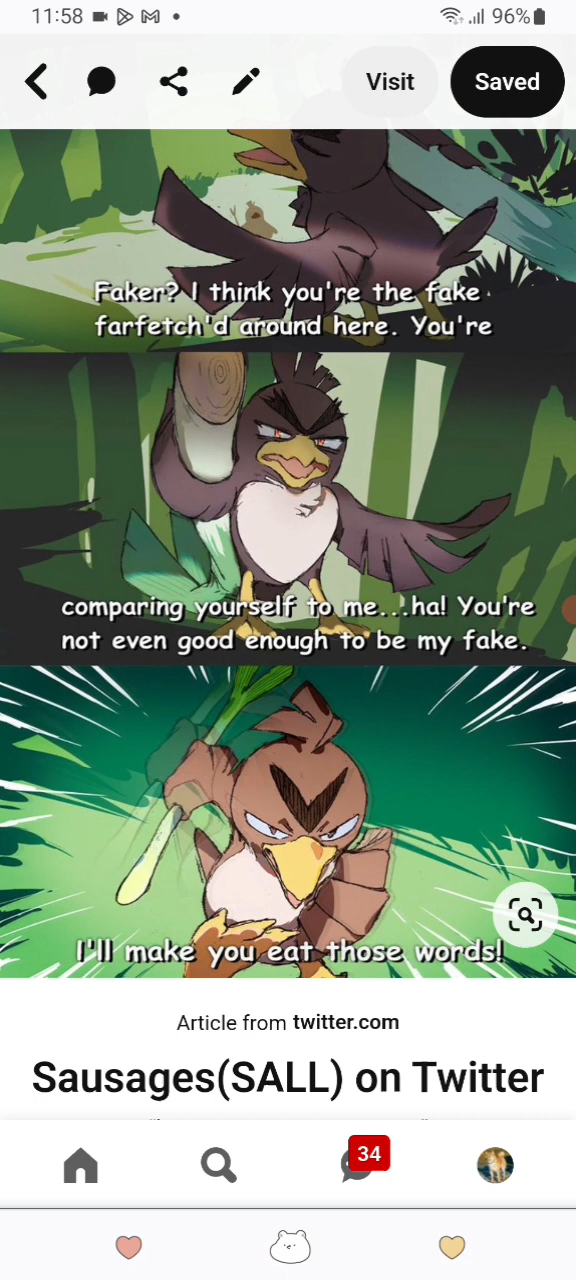 11:58 96%
Visit Saved
Faker? I think you're the fake
farfetch'd around here. You're
comparing yourself to me...ha! You're
not even good enough to be my fake.
I'll make you eat those words!
Article from twitter.com
Sausages(SALL) on Twitter
34